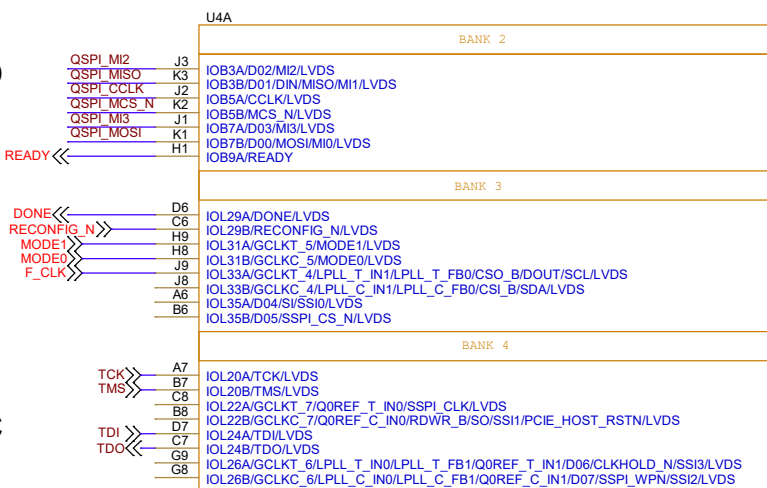 U4A
BANK 2
QSPI_MI2 J3 IOB3A/D02/MI2/LVDS
QSPI_MISO K3 IOB3B/D01/DIN/MISO/MI1/LVDS
QSPI_CCLK J2 IOB5A/CCLK/LVDS
QSPI_MCS_N K2 IOB5B/MCS_N/LVDS
QSPI_MI3 J1 IOB7A/D03/MI3/LVDS
QSPI_MOSI K1 IOB7B/D00/MOSI/MI0/LVDS
READY H1 IOB9A/READY
BANK 3
DONE D6 IOL29A/DONE/LVDS
RECONFIG_N C6 IOL29B/RECONFIG_N/LVDS
MODE1 H9 IOL31A/GCLKT_5/MODE1/LVDS
MODE0 H8 IOL31B/GCLKC_5/MODE0/LVDS
F_CLK J9 IOL33A/GCLKT_4/LPLL_T_IN1/LPLL_T_FB0/CSO_B/DOUT/SCL/LVDS
J8 IOL33B/GCLKC_4/LPLL_C_IN1/LPLL_C_FB0/CSI_B/SDA/LVDS
A6 IOL35A/D04/SI/SSI0/LVDS
B6 IOL35B/D05/SSPI_CS_N/LVDS
BANK 4
TCK A7 IOL20A/TCK/LVDS
TMS B7 IOL20B/TMS/LVDS
C8 IOL22A/GCLKT_7/Q0REF_T_IN0/SSPI_CLK/LVDS
B8 IOL22B/GCLKC_7/Q0REF_C_IN0/RDWR_B/SO/SSI1/PCIE_HOST_RSTN/LVDS
TDI D7 IOL24A/TDI/LVDS
TDO C7 IOL24B/TDO/LVDS
G9 IOL26A/GCLKT_6/LPLL_T_IN0/LPLL_T_FB1/Q0REF_T_IN1/D06/CLKHOLD_N/SSI3/LVDS
G8 IOL26B/GCLKC_6/LPLL_C_IN0/LPLL_C_FB1/Q0REF_C_IN1/D07/SSPI_WPN/SSI2/LVDS